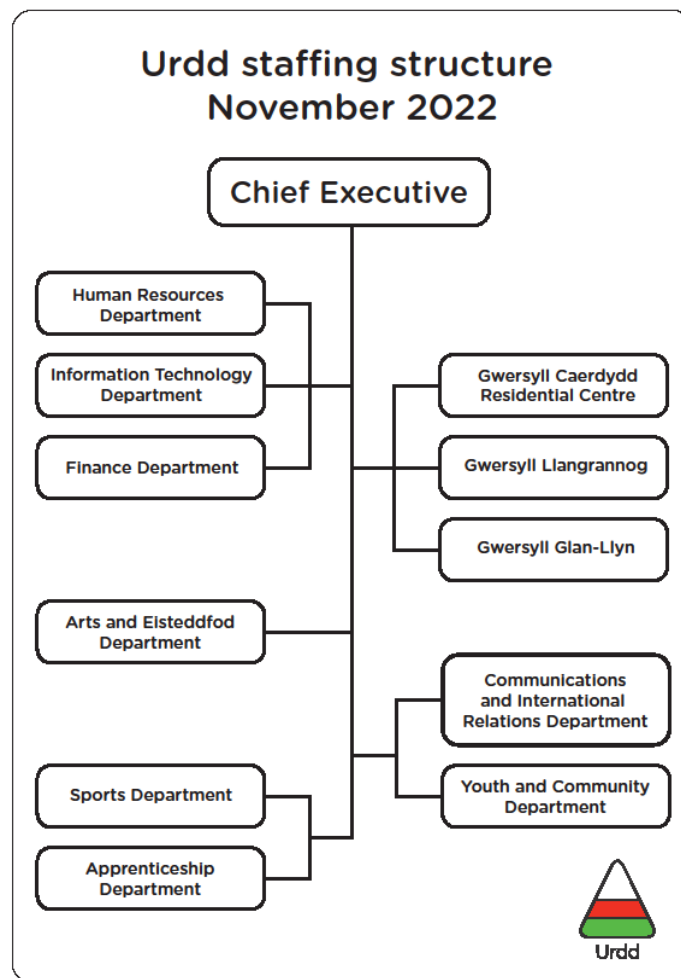 Urdd staffing structure
November 2022
Chief Executive
Human Resources
Department
Information Technology
Department
Finance Department
Gwersyll Caerdydd
Residential Centre
Gwersyll Llangrannog
Gwersyll Glan-Llyn
Arts and Eisteddfod
Department
Communications
and International
Relations Department
Youth and Community
Department
Sports Department
Apprenticeship
Department
Urdd